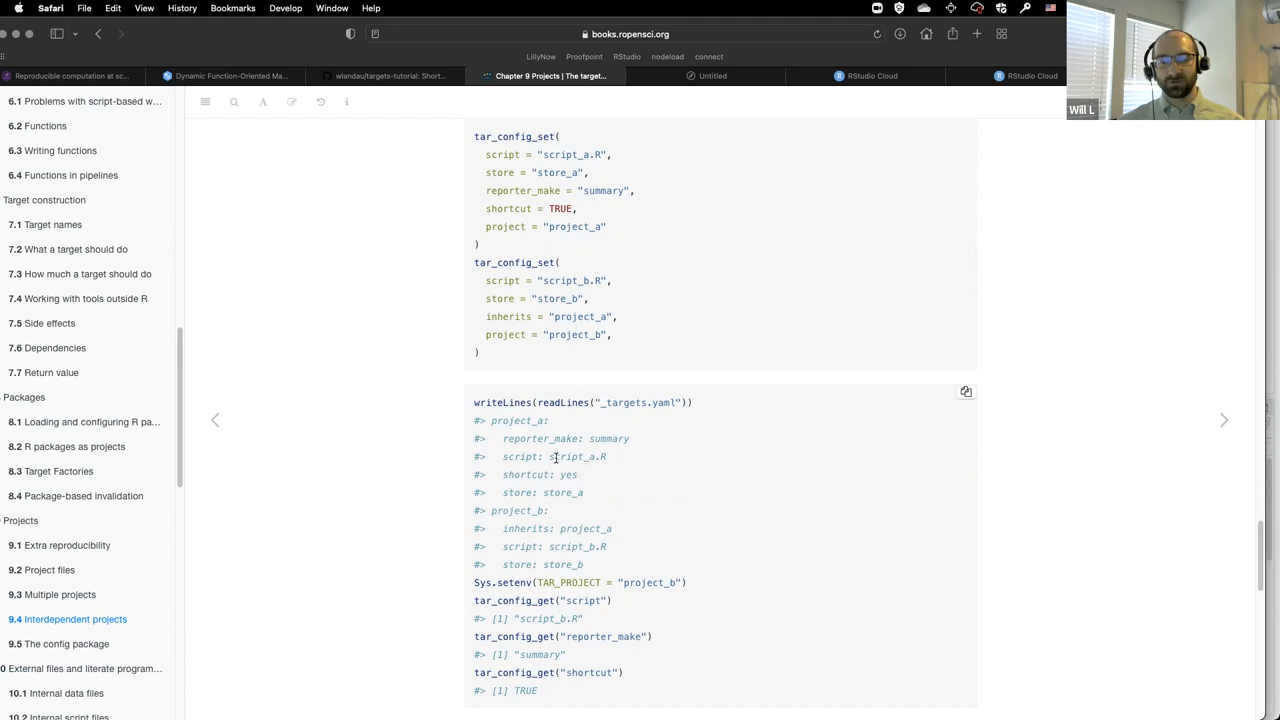 Safari File Edit View History Bookmarks Develop Window Help
books.ropensci.org
LillyNow Proofpoint RStudio nodeload connect
Reproducible computation at sc...
Dynamic Function-Oriented Ma...
wlandau/targets-tutorial: Short...
Chapter 9 Projects | The target...
Untitled
RStudio Cloud
RStudio Cloud
Will L
6.1 Problems with script-based w...
6.2 Functions
6.3 Writing functions
6.4 Functions in pipelines
Target construction
7.1 Target names
7.2 What a target should do
7.3 How much a target should do
7.4 Working with tools outside R
7.5 Side effects
7.6 Dependencies
7.7 Return value
Packages
8.1 Loading and configuring R pa...
8.2 R packages as projects
8.3 Target Factories
8.4 Package-based invalidation
Projects
9.1 Extra reproducibility
9.2 Project files
9.3 Multiple projects
9.4 Interdependent projects
9.5 The config package
0 External files and literate program...
10.1 Internal data files
10.2 Internal script files
tar_config_set(
script = "script_a.R",
store = "store_a",
reporter_make = "summary",
shortcut = TRUE,
project = "project_a"
)
tar_config_set(
script = "script_b.R",
store = "store_b",
inherits = "project_a",
project = "project_b",
)
writeLines(readLines("_targets.yaml"))
#> project_a:
#> reporter_make: summary
#> script: script_a.R
#> shortcut: yes
#> store: store_a
#> project_b:
#> inherits: project_a
#> script: script_b.R
#> store: store_b
Sys.setenv(TAR_PROJECT = "project_b")
tar_config_get("script")
#> [1] "script_b.R"
tar_config_get("reporter_make")
#> [1] "summary"
tar_config_get("shortcut")
#> [1] TRUE